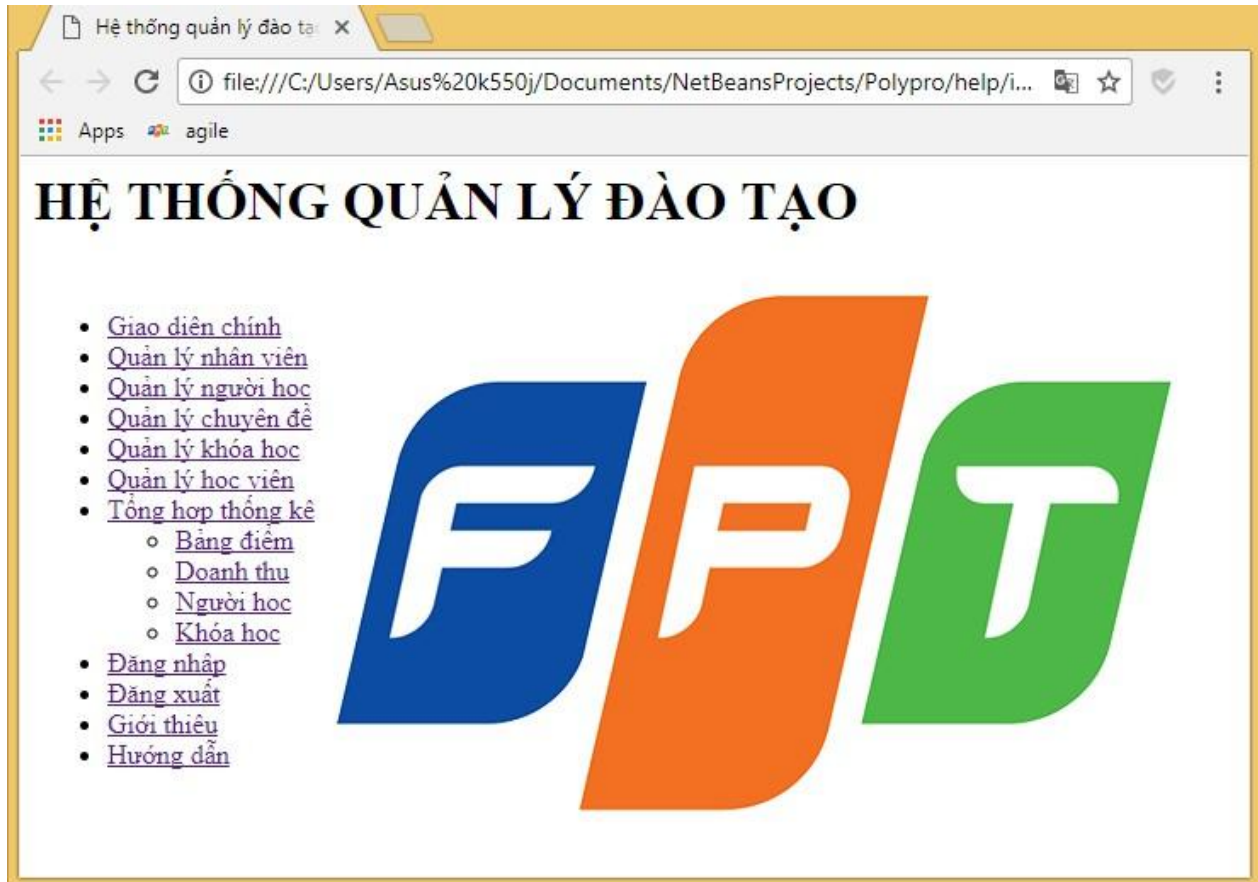 Hệ thống quản lý đào tạ
file:///C:/Users/Asus%20k550j/Documents/NetBeansProjects/Polypro/help/i...
Apps agile
HỆ THỐNG QUẢN LÝ ĐÀO TẠO
Giao diên chính
Quản lý nhân viên
Quản lý người học
Quản lý chuyên đề
Quản lý khóa học
Quản lý học viên
Tổng hợp thống kê
Bảng điểm
Doanh thu
Người học
Khóa học
Đăng nhập
Đăng xuất
Giới thiệu
Hướng dẫn
FPT